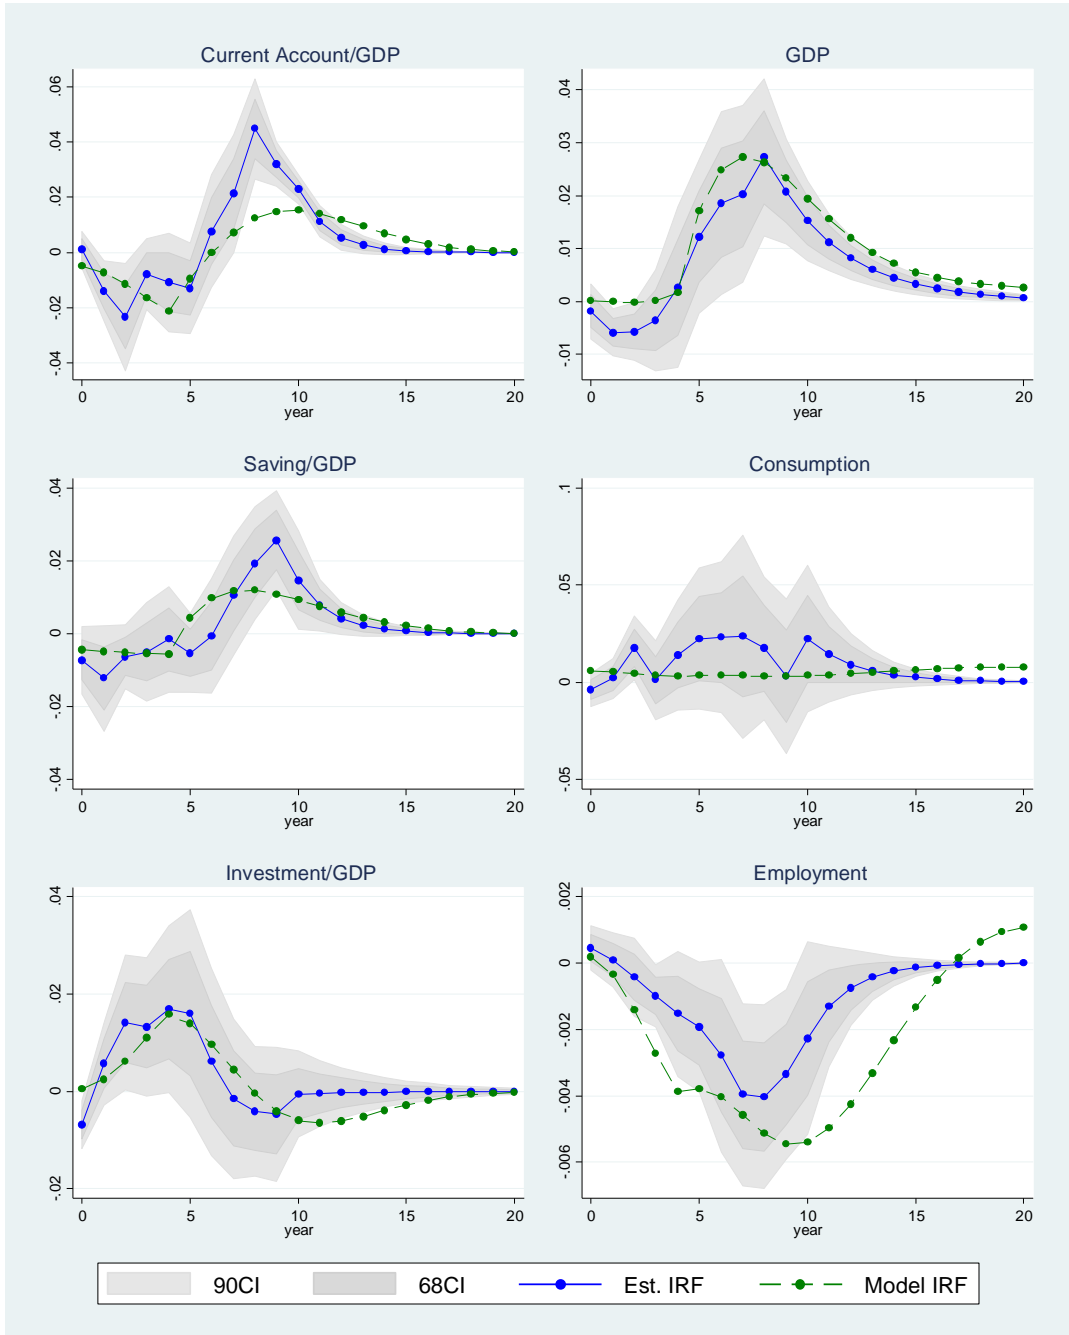 Current Account/GDP
.06
.04
.02
0
-.02
-.04
0 5 10 15 20
year
GDP
.04
.03
.02
.01
0
-.01
0 5 10 15 20
year
Saving/GDP
.04
.02
0
-.02
-.04
0 5 10 15 20
year
Consumption
.1
.05
0
-.05
0 5 10 15 20
year
Investment/GDP
.04
.02
0
-.02
0 5 10 15 20
year
Employment
.002
0
-.002
-.004
-.006
0 5 10 15 20
year
90CI 68CI Est. IRF Model IRF